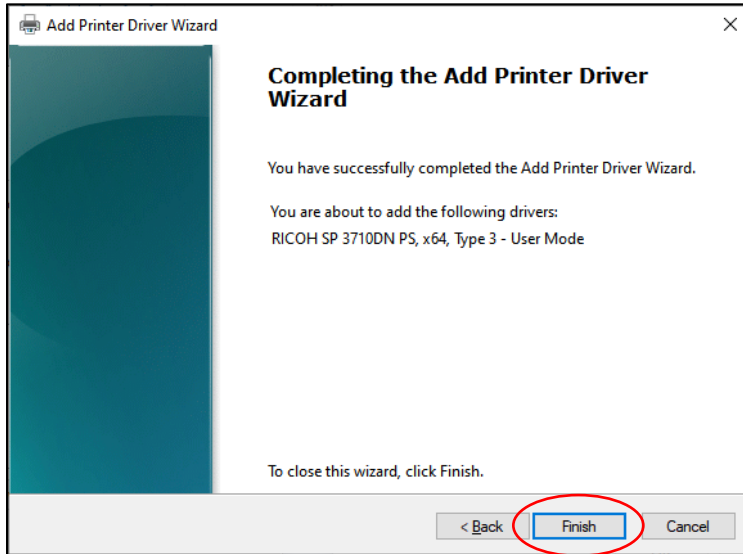 Add Printer Driver Wizard
Completing the Add Printer Driver
Wizard
You have successfully completed the Add Printer Driver Wizard.
You are about to add the following drivers:
RICOH SP 3710DN PS, x64, Type 3 - User Mode
To close this wizard, click Finish.
< Back Finish Cancel